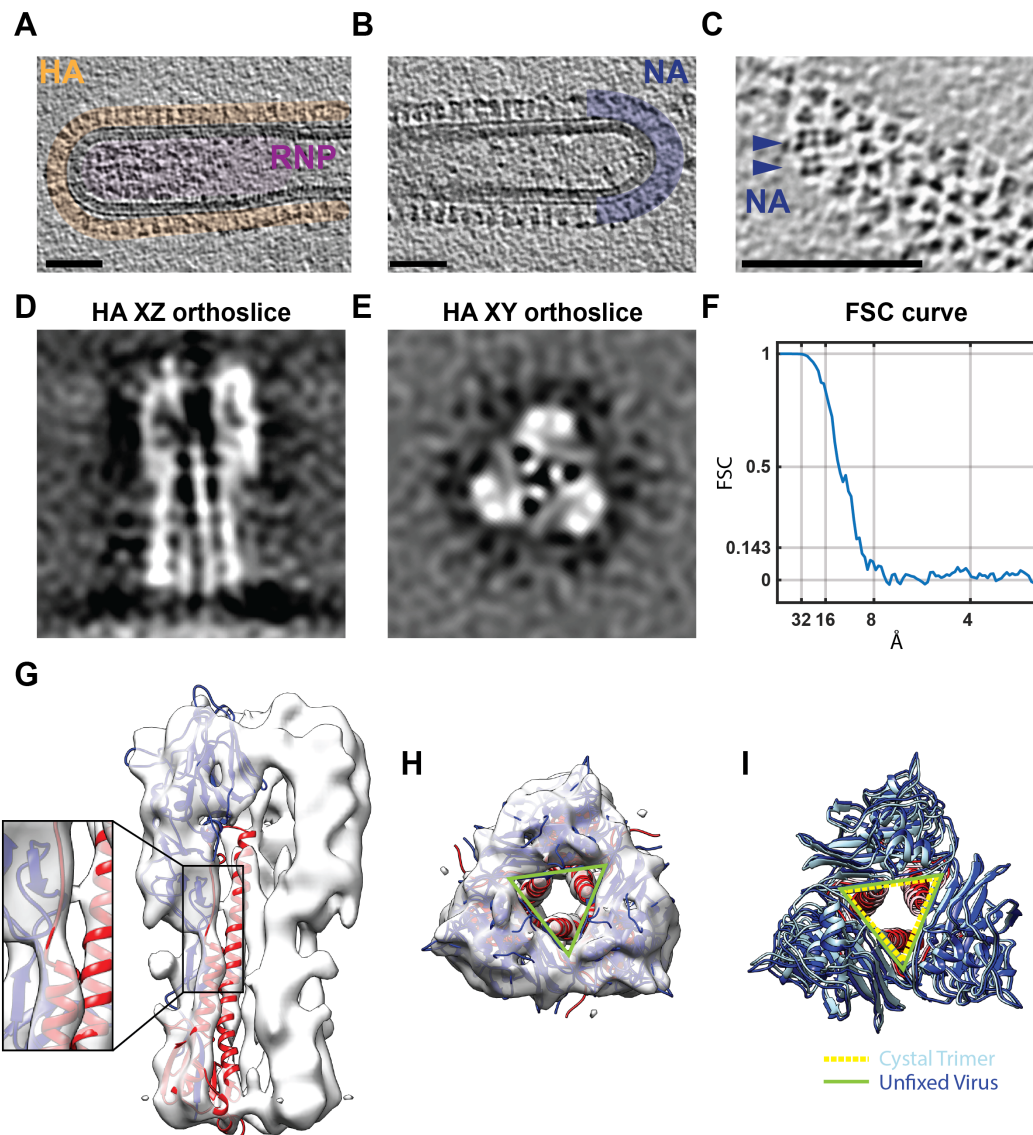 A
B
C
HA
RNP
NA
NA
D
HA XZ orthoslice
E
HA XY orthoslice
F
FSC curve
1
0.5
0.143
0
FSC
32 16 8 4
Å
G
H
I
Cystal Trimer
Unfixed Virus